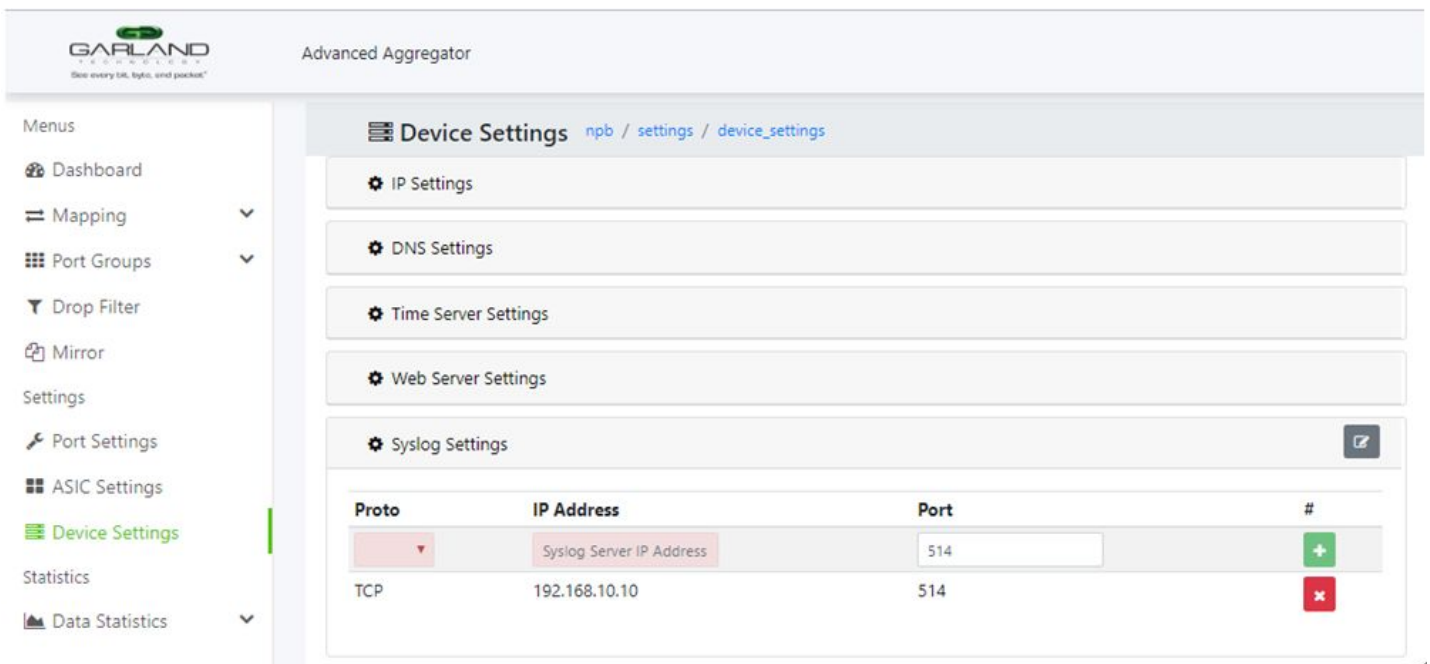 GARLAND
TECHNOLOGY
See every bit, byte, and packet®
Advanced Aggregator
Menus
Dashboard
Mapping
Port Groups
Drop Filter
Mirror
Settings
Port Settings
ASIC Settings
Device Settings
Statistics
Data Statistics
Device Settings npb / settings / device_settings
IP Settings
DNS Settings
Time Server Settings
Web Server Settings
Syslog Settings
Proto IP Address Port #
Syslog Server IP Address 514
TCP 192.168.10.10 514